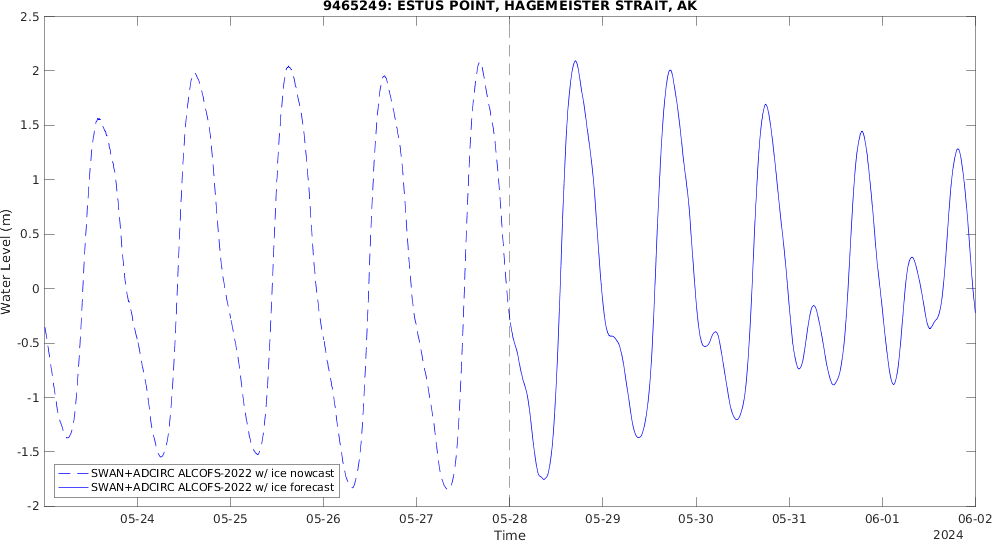 9465249: ESTUS POINT, HAGEMEISTER STRAIT, AK
2.5
2
1.5
1
0.5
0
-0.5
-1
-1.5
-2
Water Level (m)
SWAN+ADCIRC ALCOFS-2022 w/ ice nowcast
SWAN+ADCIRC ALCOFS-2022 w/ ice forecast
05-24 05-25 05-26 05-27 05-28 05-29 05-30 05-31 06-01 06-02
Time
2024